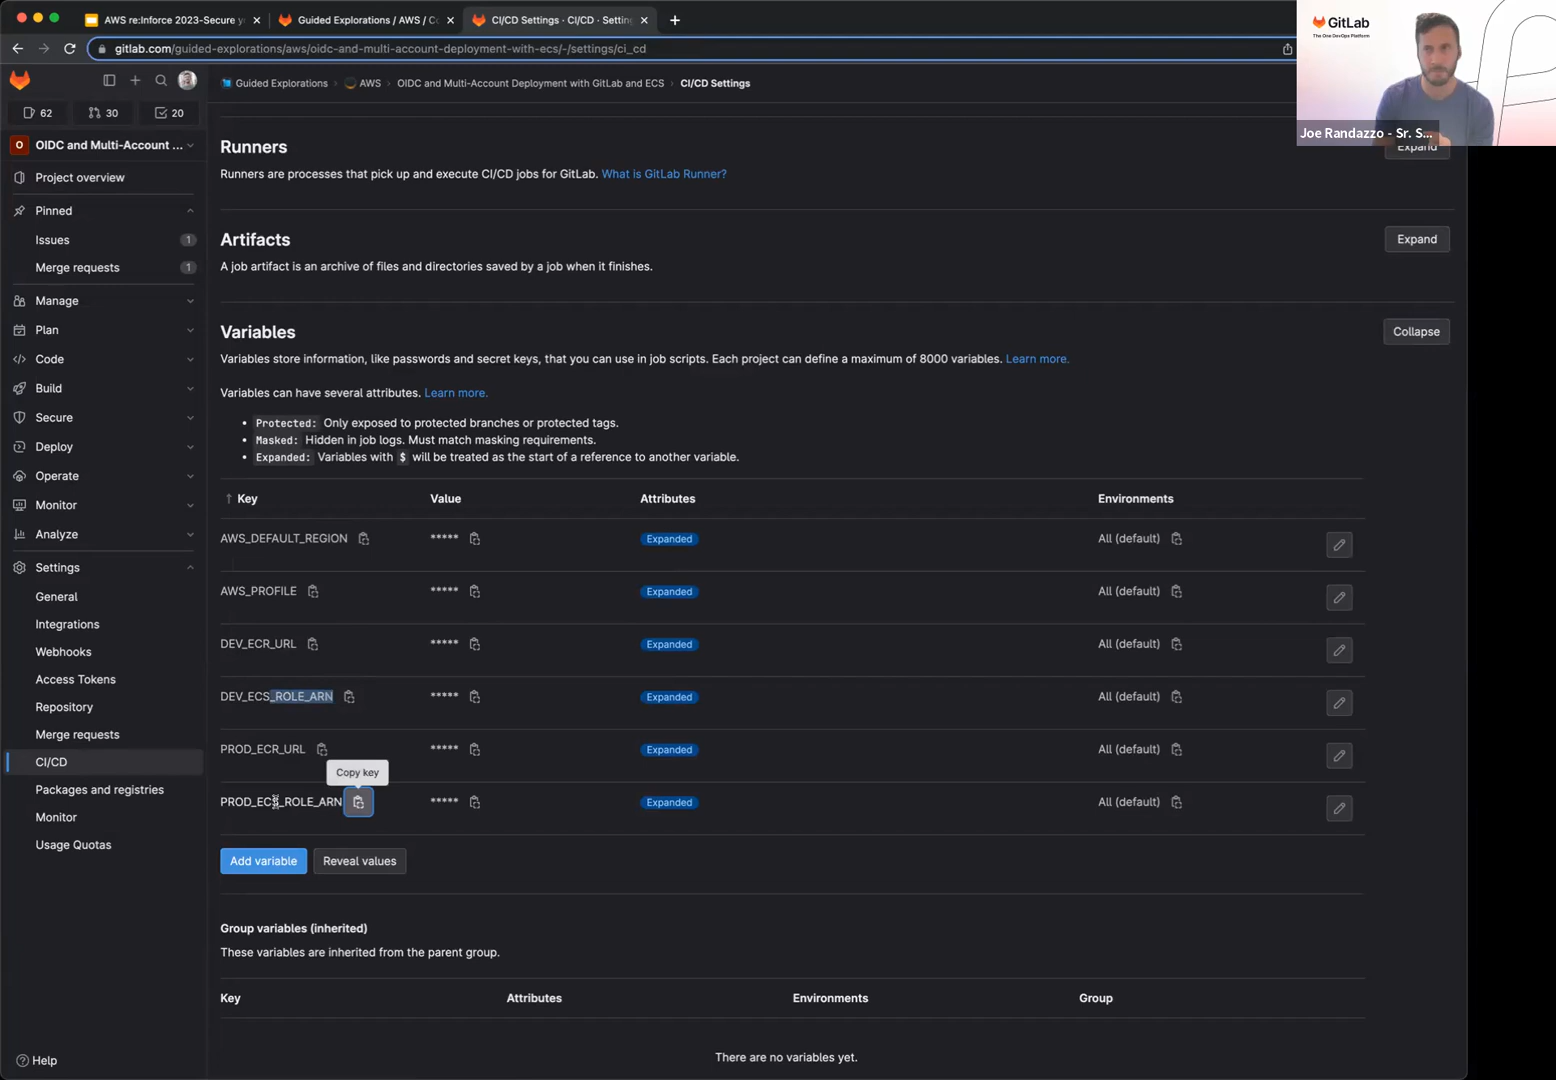 AWS re:Inforce 2023-Secure y
Guided Explorations / AWS / C
CI/CD Settings · CI/CD · Settin
gitlab.com/guided-explorations/aws/oidc-and-multi-account-deployment-with-ecs/-/settings/ci_cd
GitLab
The One DevOps Platform
Joe Randazzo - Sr. S...
62
30
20
Guided Explorations
AWS
OIDC and Multi-Account Deployment with GitLab and ECS
CI/CD Settings
OIDC and Multi-Account ...
Project overview
Pinned
Issues 1
Merge requests 1
Manage
Plan
Code
Build
Secure
Deploy
Operate
Monitor
Analyze
Settings
General
Integrations
Webhooks
Access Tokens
Repository
Merge requests
CI/CD
Packages and registries
Monitor
Usage Quotas
Help
Runners
Expand
Runners are processes that pick up and execute CI/CD jobs for GitLab. What is GitLab Runner?
Artifacts
Expand
A job artifact is an archive of files and directories saved by a job when it finishes.
Variables
Collapse
Variables store information, like passwords and secret keys, that you can use in job scripts. Each project can define a maximum of 8000 variables. Learn more.
Variables can have several attributes. Learn more.
• Protected: Only exposed to protected branches or protected tags.
• Masked: Hidden in job logs. Must match masking requirements.
• Expanded: Variables with $ will be treated as the start of a reference to another variable.
↑ Key Value Attributes Environments
AWS_DEFAULT_REGION ***** Expanded All (default)
AWS_PROFILE ***** Expanded All (default)
DEV_ECR_URL ***** Expanded All (default)
DEV_ECS_ROLE_ARN ***** Expanded All (default)
PROD_ECR_URL ***** Expanded All (default)
Copy key
PROD_ECS_ROLE_ARN ***** Expanded All (default)
Add variable
Reveal values
Group variables (inherited)
These variables are inherited from the parent group.
Key Attributes Environments Group
There are no variables yet.